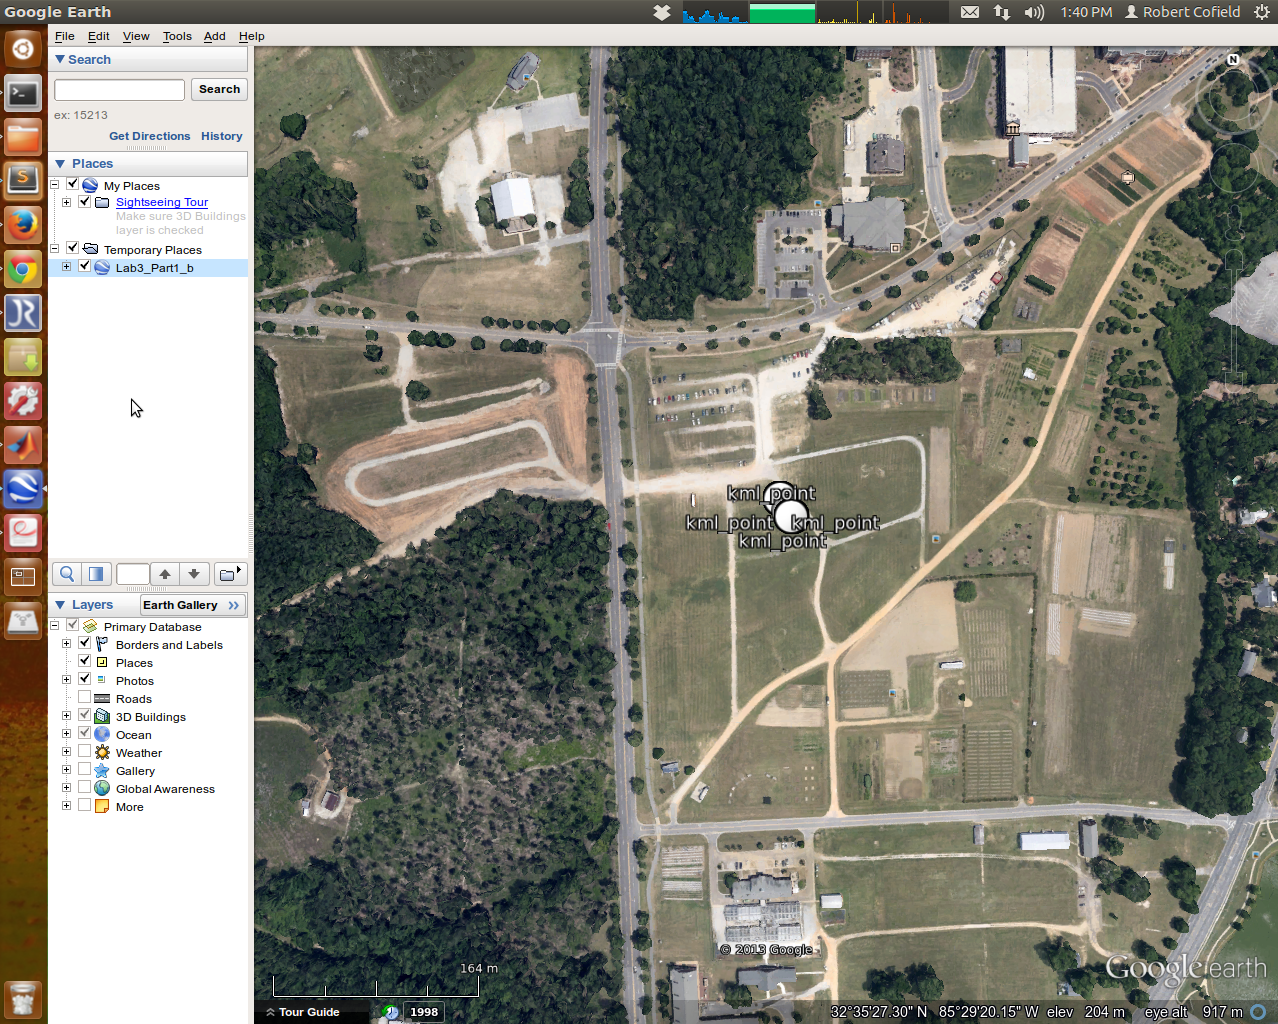 Google Earth
1:40 PM Robert Cofield
File Edit View Tools Add Help
Search
Search
ex: 15213
Get Directions History
Places
My Places
Sightseeing Tour
Make sure 3D Buildings
layer is checked
Temporary Places
Lab3_Part1_b
Layers
Earth Gallery
Primary Database
Borders and Labels
Places
Photos
Roads
3D Buildings
Ocean
Weather
Gallery
Global Awareness
More
N
kml_point
kml_point kml_point
kml_point
© 2013 Google
Google earth
164 m
Tour Guide
1998
32°35'27.30" N 85°29'20.15" W elev 204 m eye alt 917 m